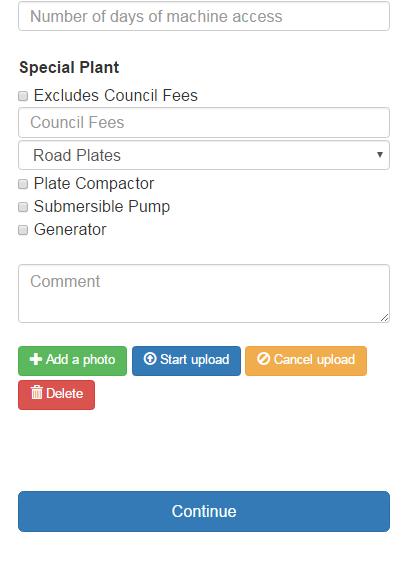 Number of days of machine access
Special Plant
Excludes Council Fees
Council Fees
Road Plates
Plate Compactor
Submersible Pump
Generator
Comment
Add a photo Start upload Cancel upload
Delete
Continue